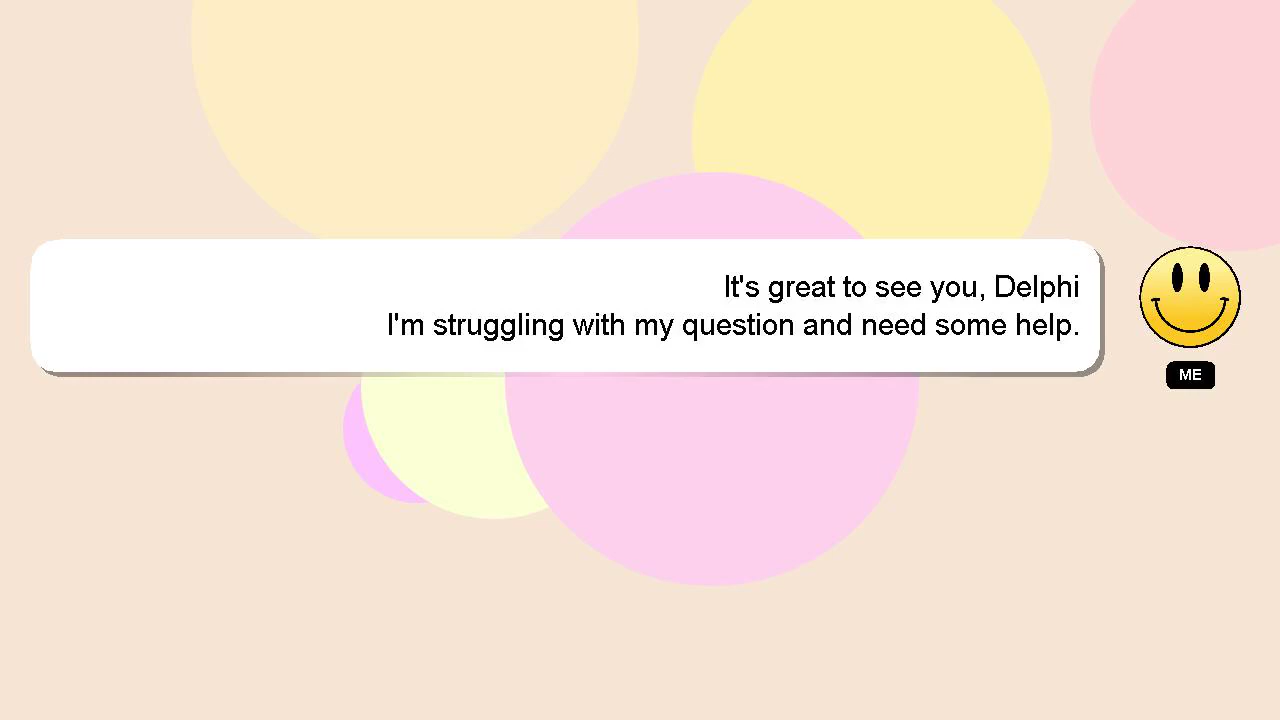 It's great to see you, Delphi
I'm struggling with my question and need some help.
ME